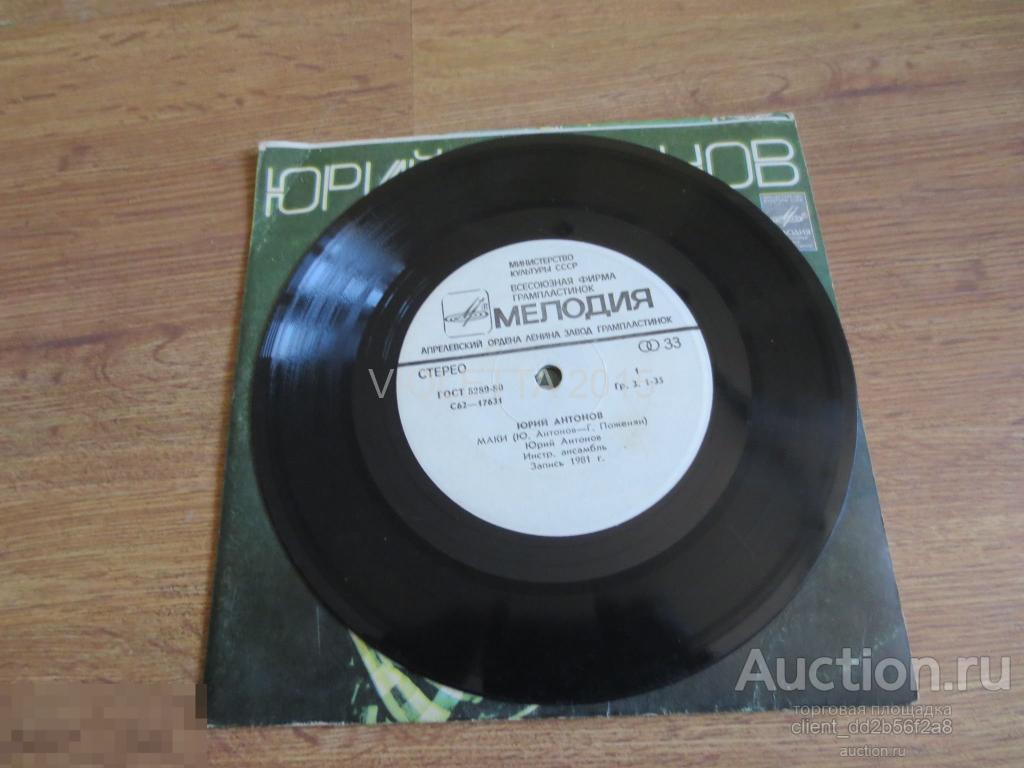 ЮРИЙ НОВ
МИНИСТЕРСТВО
КУЛЬТУРЫ СССР
ВСЕСОЮЗНАЯ ФИРМА
ГРАМПЛАСТИНОК
МЕЛОДИЯ
АПРЕЛЕВСКИЙ ОРДЕНА ЛЕНИНА ЗАВОД ГРАМПЛАСТИНОК
СТЕРЕО 33
ГОСТ 5289-80 1
С62—17631 Гр. 3. 1-35
VIOLETTA 2015
ЮРИЙ АНТОНОВ
МАКИ (Ю. Антонов—Г. Поженян)
Юрий Антонов
Инстр. ансамбль
Запись 1981 г.
Auction.ru
торговая площадка
client_dd2b56f2a8
auction.ru